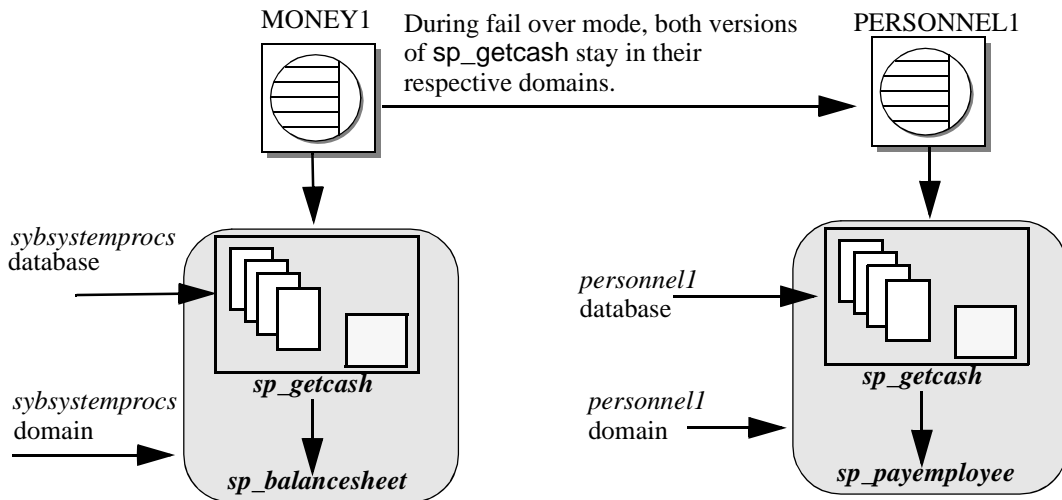 MONEY1
During fail over mode, both versions
of sp_getcash stay in their
respective domains.
PERSONNEL1
sybsystemprocs
database
personnel1
database
sp_getcash
sp_getcash
sybsystemprocs
domain
personnel1
domain
sp_balancesheet
sp_payemployee